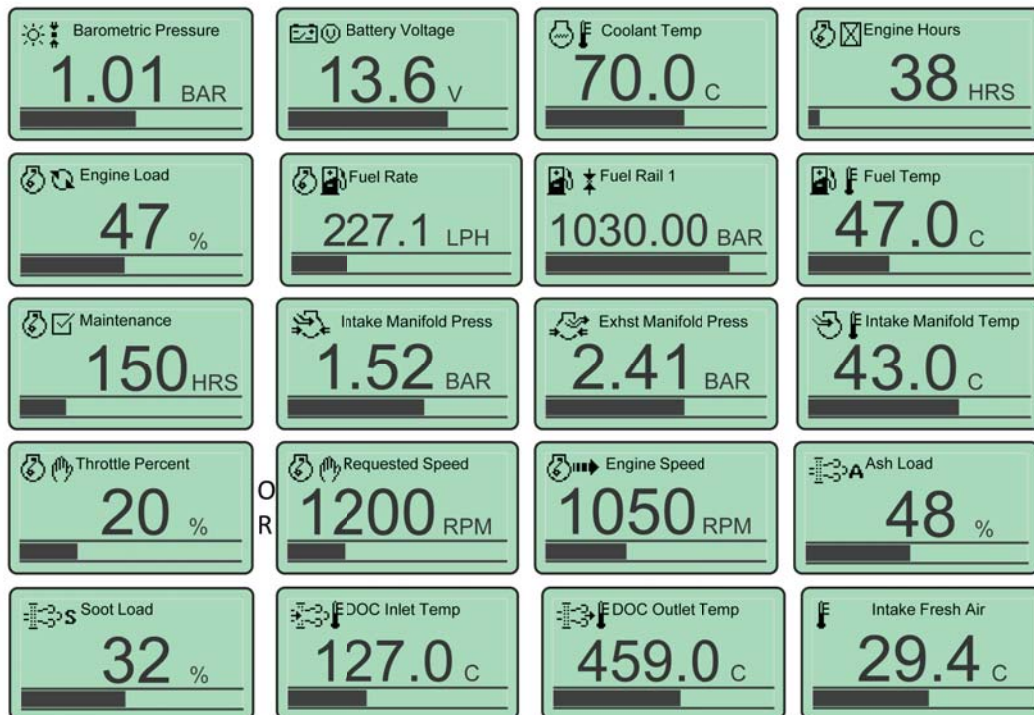 Barometric Pressure
1.01 BAR
Battery Voltage
13.6 V
Coolant Temp
70.0 C
Engine Hours
38 HRS
Engine Load
47 %
Fuel Rate
227.1 LPH
Fuel Rail 1
1030.00 BAR
Fuel Temp
47.0 C
Maintenance
150 HRS
Intake Manifold Press
1.52 BAR
Exhst Manifold Press
2.41 BAR
Intake Manifold Temp
43.0 C
Throttle Percent
20 %
O
R
Requested Speed
1200 RPM
Engine Speed
1050 RPM
A Ash Load
48 %
S Soot Load
32 %
DOC Inlet Temp
127.0 C
DOC Outlet Temp
459.0 C
Intake Fresh Air
29.4 C